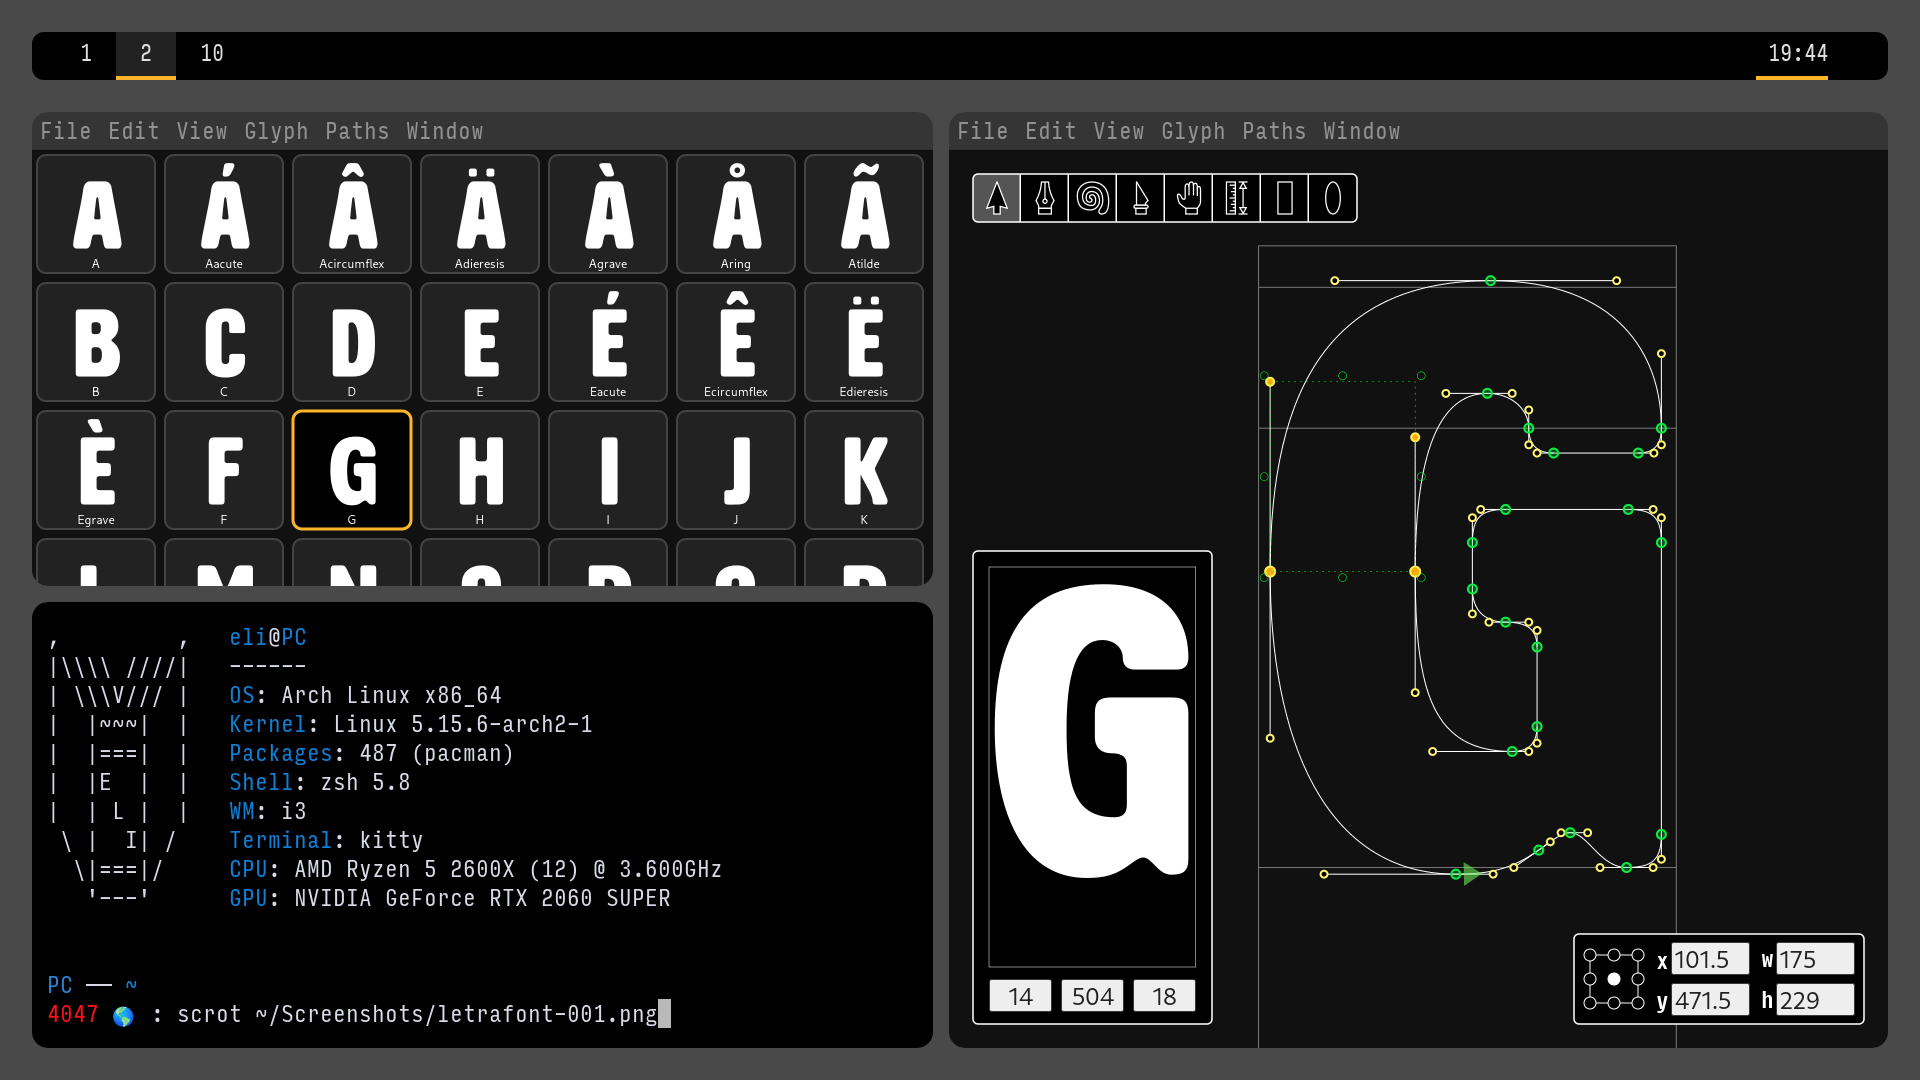 1 2 10 19:44
File Edit View Glyph Paths Window
A Á Â Ä À Å Ã
A Aacute Acircumflex Adieresis Agrave Aring Atilde
B C D E É Ê Ë
B C D E Eacute Ecircumflex Edieresis
È F G H I J K
Egrave F G H I J K
,         ,   eli@PC
|\\\\ ////|   ------
| \\\V/// |   OS: Arch Linux x86_64
|  |~~~|  |   Kernel: Linux 5.15.6-arch2-1
|  |===|  |   Packages: 487 (pacman)
|  |E  |  |   Shell: zsh 5.8
|  | L |  |   WM: i3
 \ |  I| /    Terminal: kitty
  \|===|/     CPU: AMD Ryzen 5 2600X (12) @ 3.600GHz
   '---'      GPU: NVIDIA GeForce RTX 2060 SUPER
PC — ~
4047 🌎 : scrot ~/Screenshots/letrafont-001.png
File Edit View Glyph Paths Window
G
14 504 18
x 101.5 w 175
y 471.5 h 229